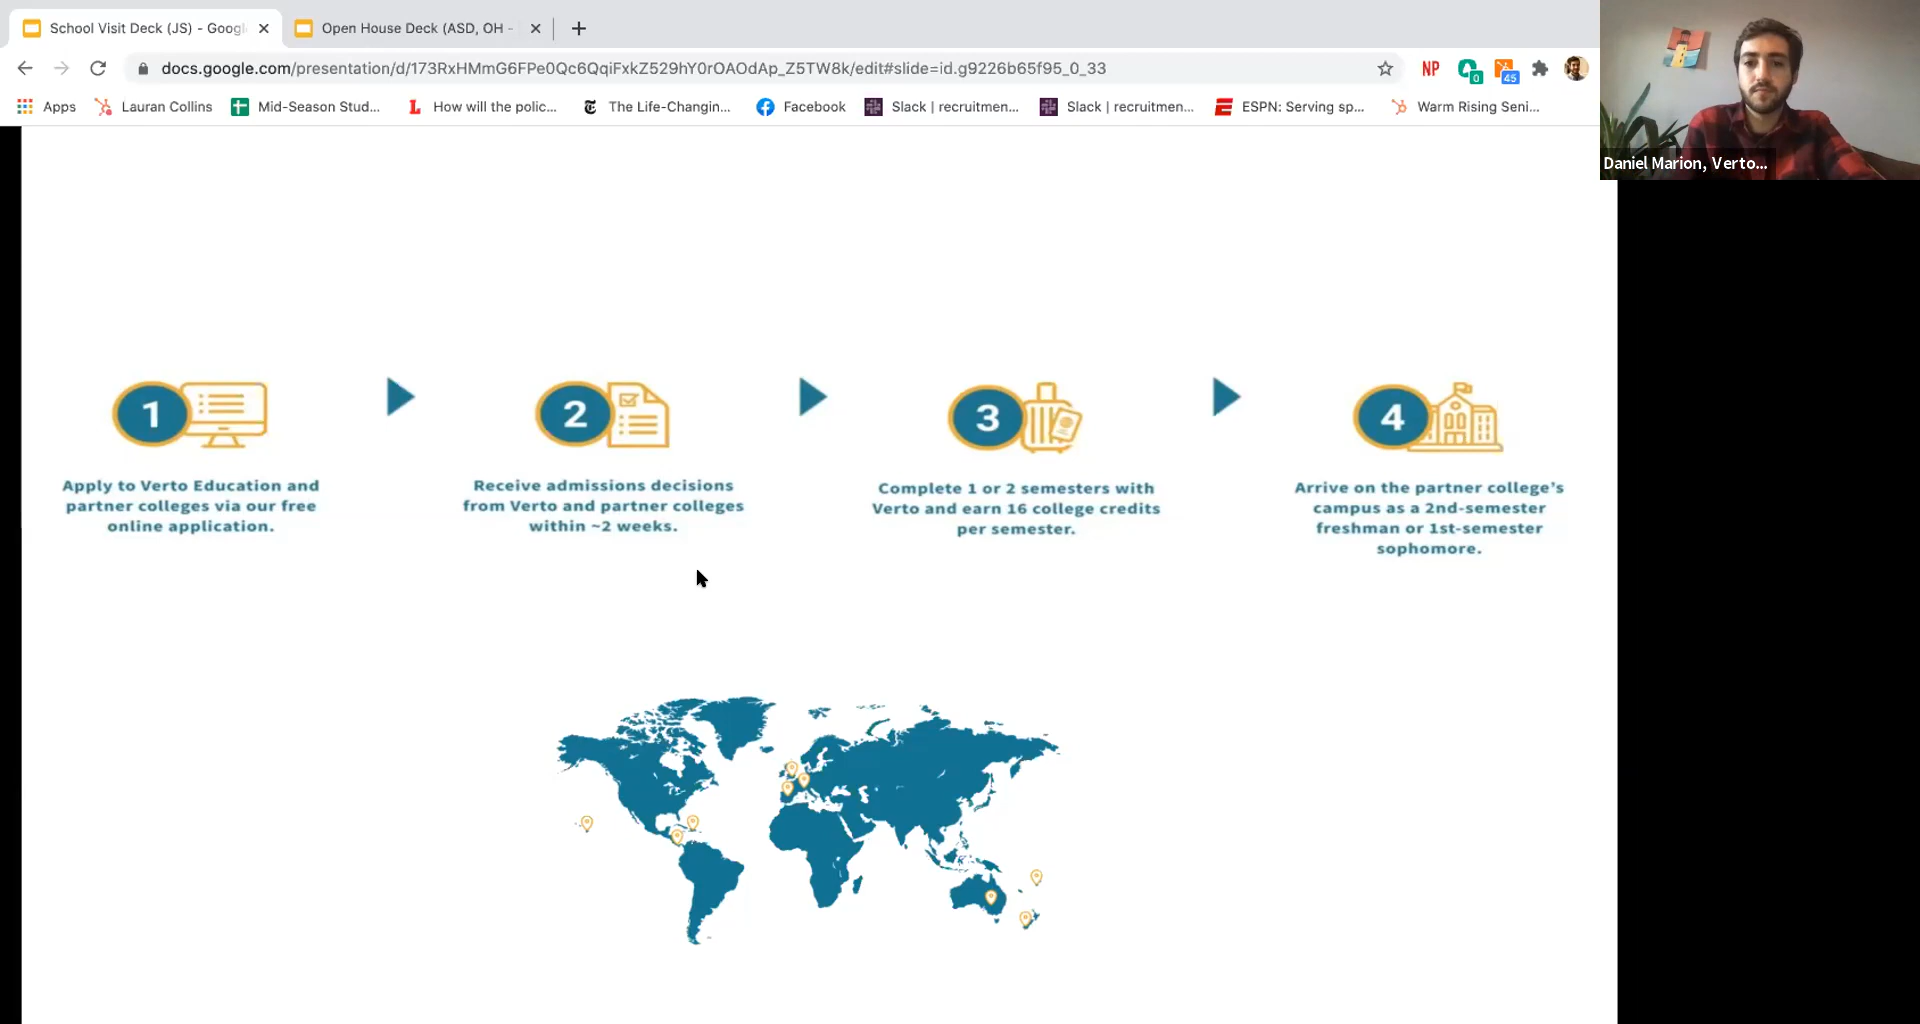 School Visit Deck (JS) - Googl
Open House Deck (ASD, OH -
docs.google.com/presentation/d/173RxHMmG6FPe0Qc6QqiFxkZ529hY0rOAOdAp_Z5TW8k/edit#slide=id.g9226b65f95_0_33
NP
0
45
Apps
Lauran Collins
Mid-Season Stud...
L
How will the polic...
The Life-Changin...
Facebook
Slack | recruitmen...
Slack | recruitmen...
ESPN: Serving sp...
Warm Rising Seni...
Daniel Marion, Verto...
1
Apply to Verto Education and
partner colleges via our free
online application.
2
Receive admissions decisions
from Verto and partner colleges
within ~2 weeks.
3
Complete 1 or 2 semesters with
Verto and earn 16 college credits
per semester.
4
Arrive on the partner college's
campus as a 2nd-semester
freshman or 1st-semester
sophomore.